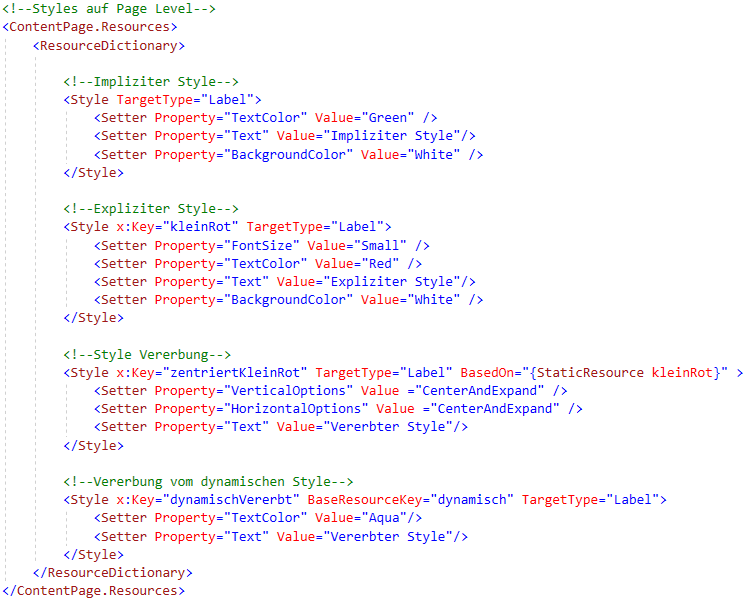 <!--Styles auf Page Level-->
<ContentPage.Resources>
<ResourceDictionary>
<!--Impliziter Style-->
<Style TargetType="Label">
<Setter Property="TextColor" Value="Green" />
<Setter Property="Text" Value="Impliziter Style"/>
<Setter Property="BackgroundColor" Value="White" />
</Style>
<!--Expliziter Style-->
<Style x:Key="kleinRot" TargetType="Label">
<Setter Property="FontSize" Value="Small" />
<Setter Property="TextColor" Value="Red" />
<Setter Property="Text" Value="Expliziter Style"/>
<Setter Property="BackgroundColor" Value="White" />
</Style>
<!--Style Vererbung-->
<Style x:Key="zentriertKleinRot" TargetType="Label" BasedOn="{StaticResource kleinRot}" >
<Setter Property="VerticalOptions" Value ="CenterAndExpand" />
<Setter Property="HorizontalOptions" Value ="CenterAndExpand" />
<Setter Property="Text" Value="Vererbter Style"/>
</Style>
<!--Vererbung vom dynamischen Style-->
<Style x:Key="dynamischVererbt" BaseResourceKey="dynamisch" TargetType="Label">
<Setter Property="TextColor" Value="Aqua"/>
<Setter Property="Text" Value="Vererbter Style"/>
</Style>
</ResourceDictionary>
</ContentPage.Resources>